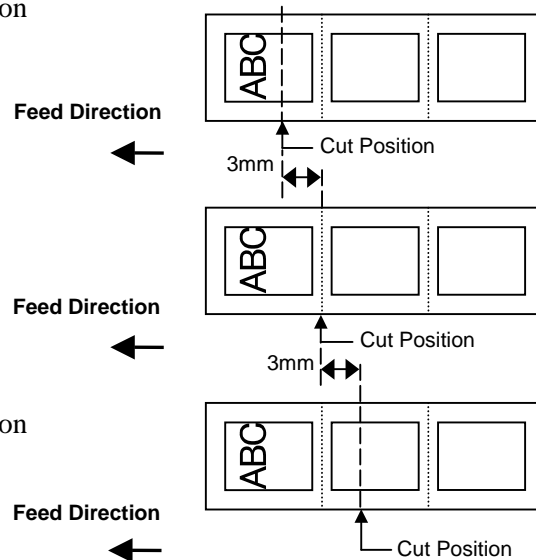 on
ABC
Feed Direction
Cut Position
3mm
ABC
Feed Direction
Cut Position
3mm
on
ABC
Feed Direction
Cut Position